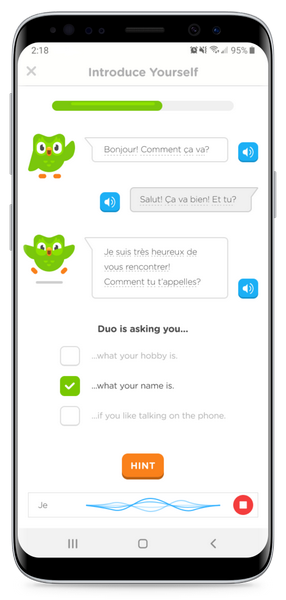 2:18
95%
Introduce Yourself
Bonjour! Comment ça va?
Salut! Ça va bien! Et tu?
Je suis très heureux de
vous rencontrer!
Comment tu t'appelles?
Duo is asking you...
...what your hobby is.
...what your name is.
...if you like talking on the phone.
HINT
Je